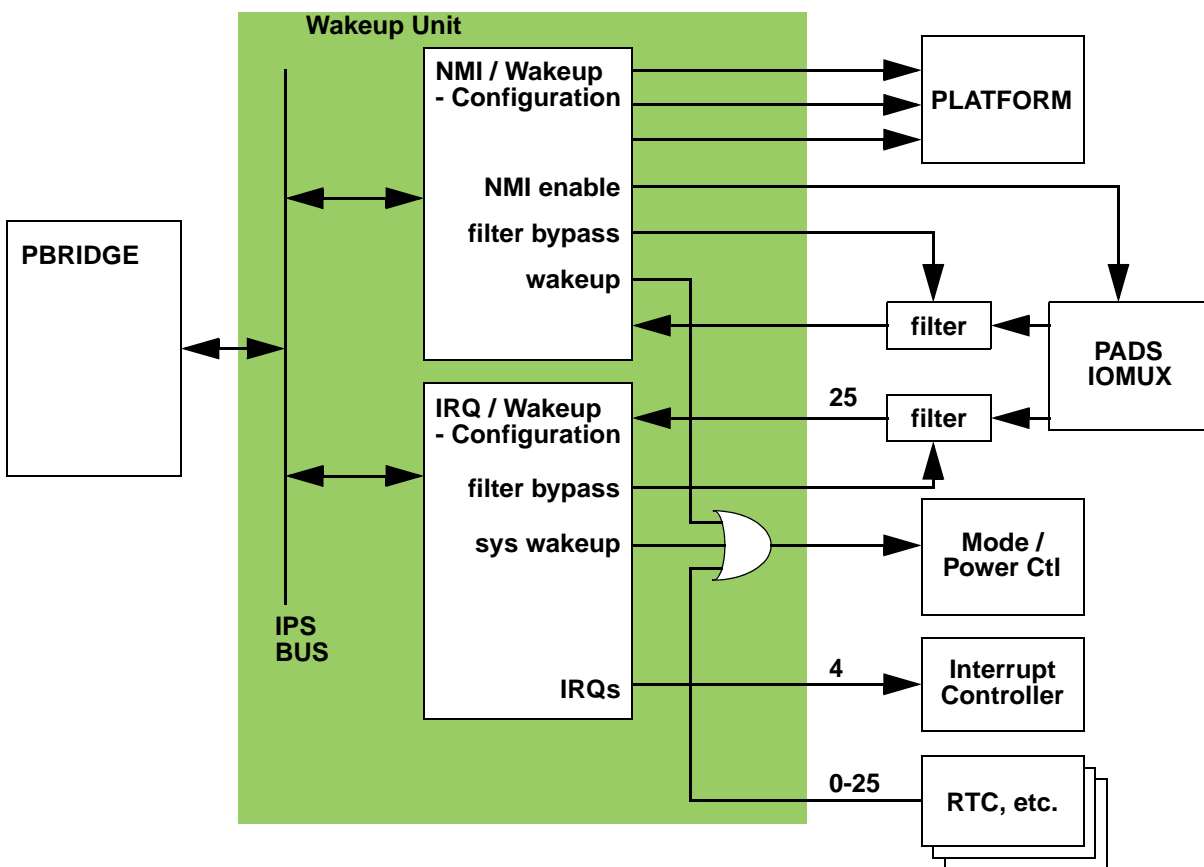 Wakeup Unit
NMI / Wakeup
- Configuration
PLATFORM
NMI enable
filter bypass
wakeup
PBRIDGE
filter
PADS
IOMUX
IRQ / Wakeup
- Configuration
25
filter
filter bypass
sys wakeup
Mode /
Power Ctl
IPS
BUS
IRQs
4
Interrupt
Controller
0-25
RTC, etc.